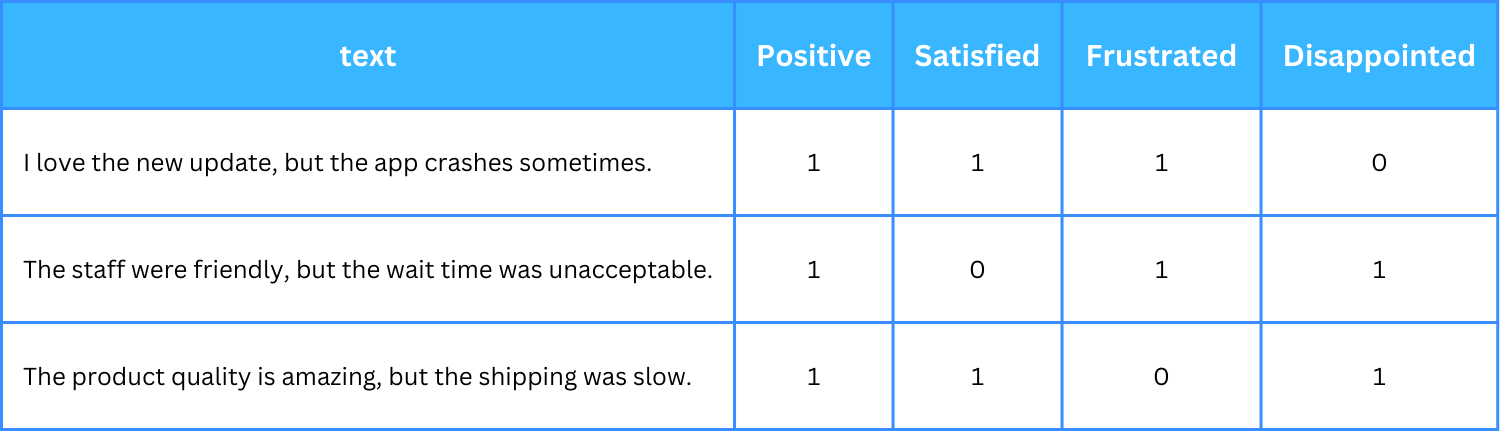 text Positive Satisfied Frustrated Disappointed
I love the new update, but the app crashes sometimes. 1 1 1 0
The staff were friendly, but the wait time was unacceptable. 1 0 1 1
The product quality is amazing, but the shipping was slow. 1 1 0 1